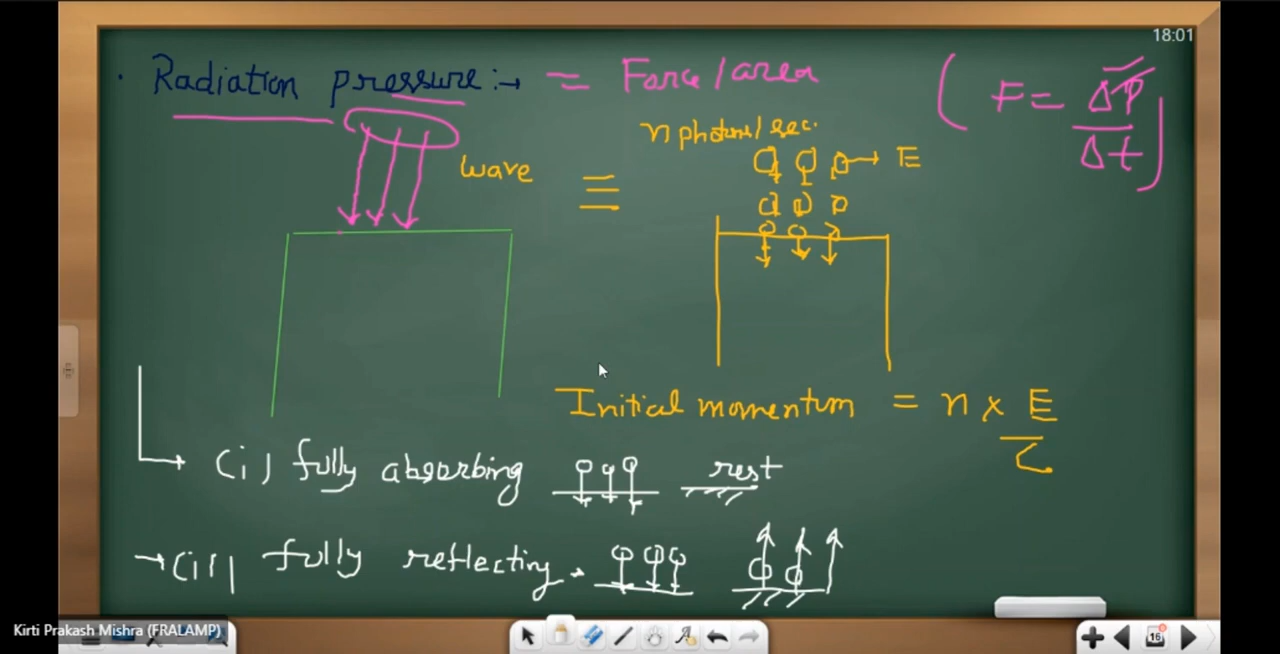 18:01
· Radiation pressure:→ = Force/area ( F = ΔP/Δt )
n photons/sec.
wave ≡ → E
Initial momentum = n × E/C
→ (i) fully absorbing rest
→ (ii) fully reflecting.
Kirti Prakash Mishra (FRALAMP)
16